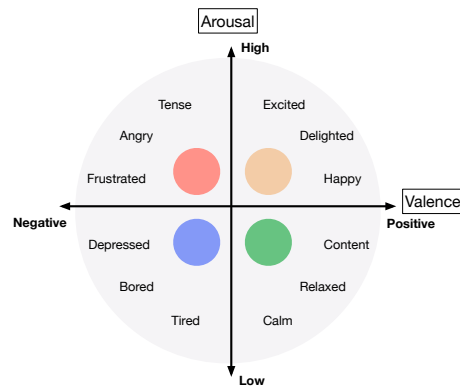 Arousal
High
Tense
Excited
Angry
Delighted
Frustrated
Happy
Valence
Negative
Positive
Depressed
Content
Bored
Relaxed
Tired
Calm
Low